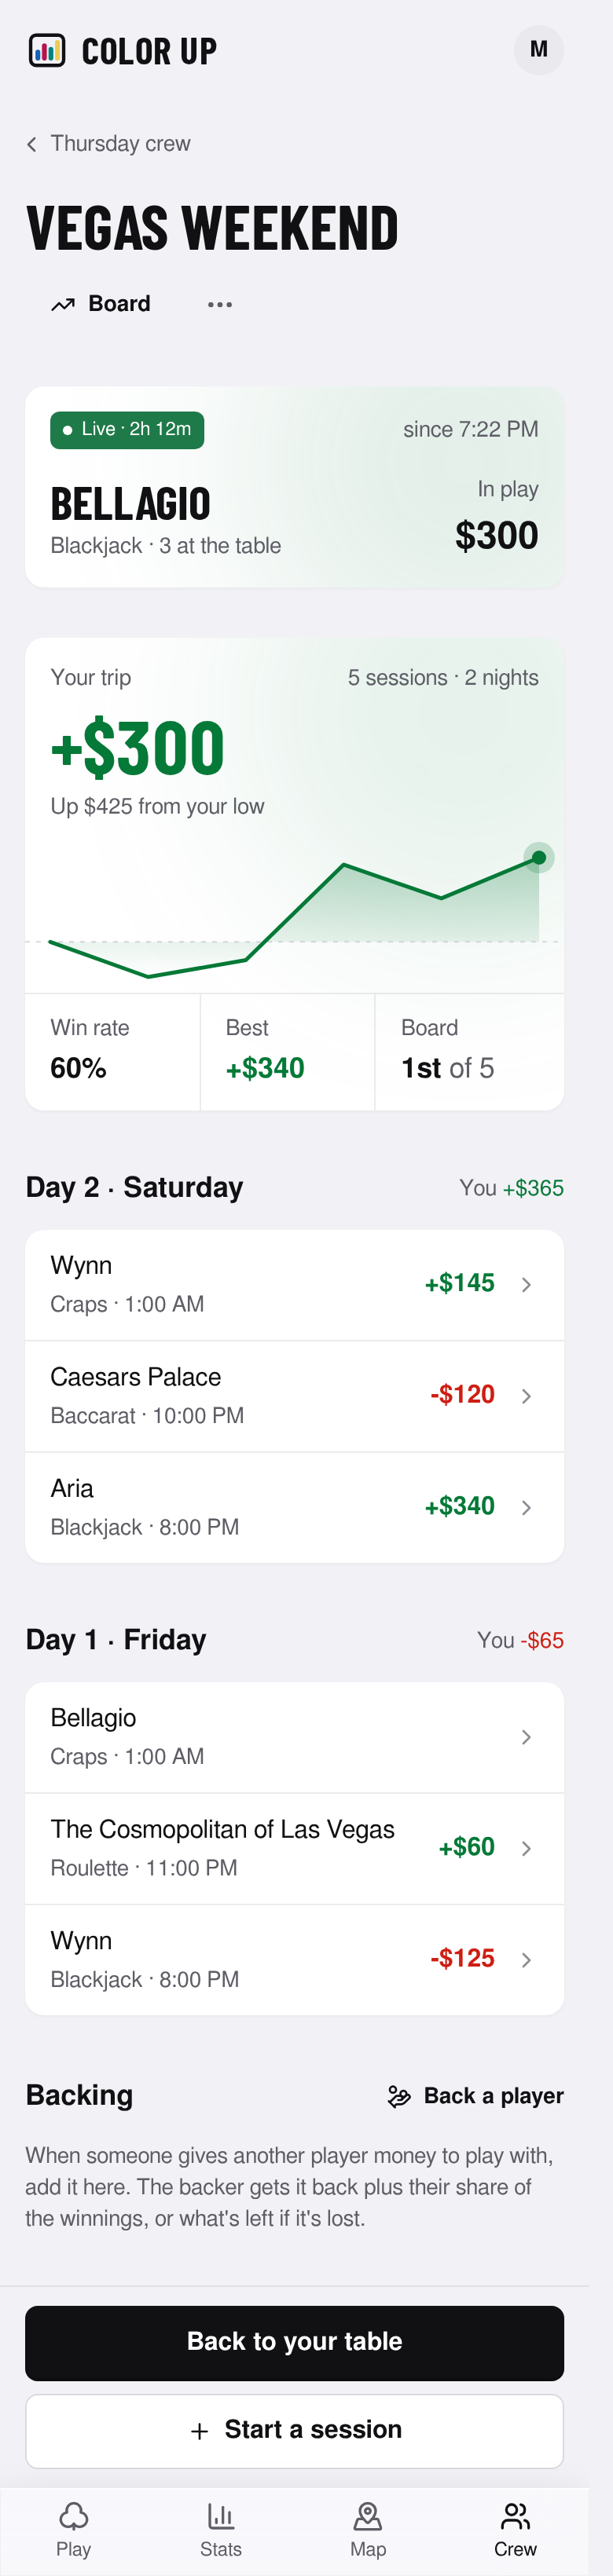 COLOR UP
M
Thursday crew
VEGAS WEEKEND
Board
Live · 2h 12m
since 7:22 PM
BELLAGIO
Blackjack · 3 at the table
In play
$300
Your trip
5 sessions · 2 nights
+$300
Up $425 from your low
Win rate
60%
Best
+$340
Board
1st of 5
Day 2 · Saturday
You +$365
Wynn
Craps · 1:00 AM
+$145
Caesars Palace
Baccarat · 10:00 PM
-$120
Aria
Blackjack · 8:00 PM
+$340
Day 1 · Friday
You -$65
Bellagio
Craps · 1:00 AM
The Cosmopolitan of Las Vegas
Roulette · 11:00 PM
+$60
Wynn
Blackjack · 8:00 PM
-$125
Backing
Back a player
When someone gives another player money to play with,
add it here. The backer gets it back plus their share of
the winnings, or what's left if it's lost.
Back to your table
Start a session
Play
Stats
Map
Crew